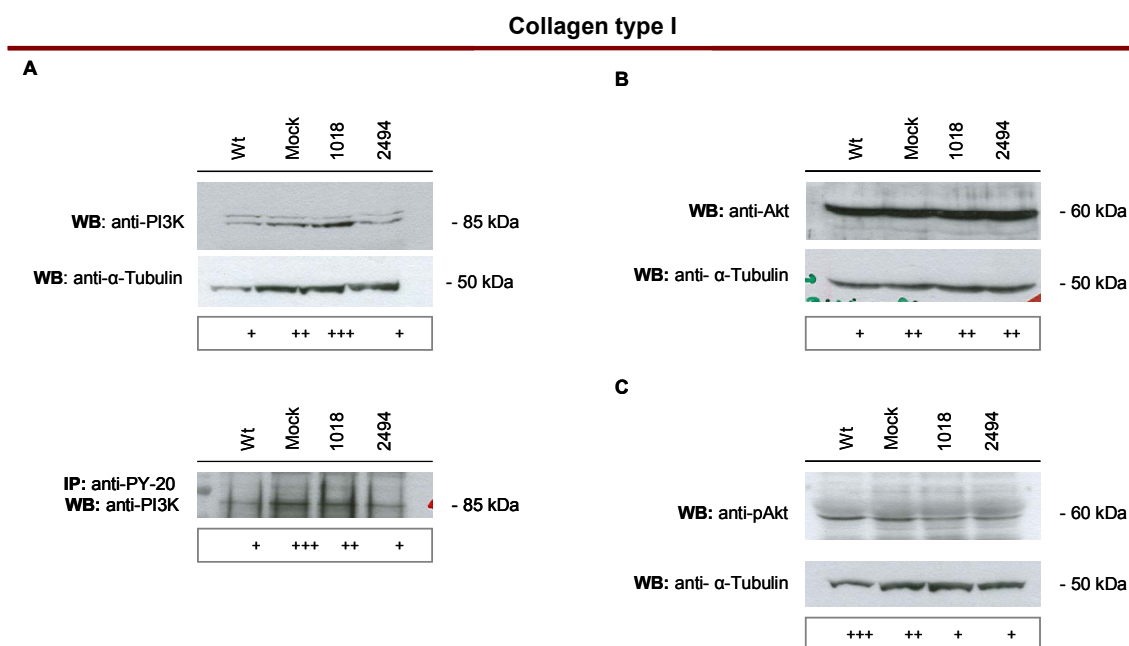 Collagen type I
A
Wt Mock 1018 2494
WB: anti-PI3K - 85 kDa
WB: anti-α-Tubulin - 50 kDa
+ ++ +++ +
Wt Mock 1018 2494
IP: anti-PY-20
WB: anti-PI3K - 85 kDa
+ +++ ++ +
B
Wt Mock 1018 2494
WB: anti-Akt - 60 kDa
WB: anti- α-Tubulin - 50 kDa
+ ++ ++ ++
C
Wt Mock 1018 2494
WB: anti-pAkt - 60 kDa
WB: anti- α-Tubulin - 50 kDa
+++ ++ + +